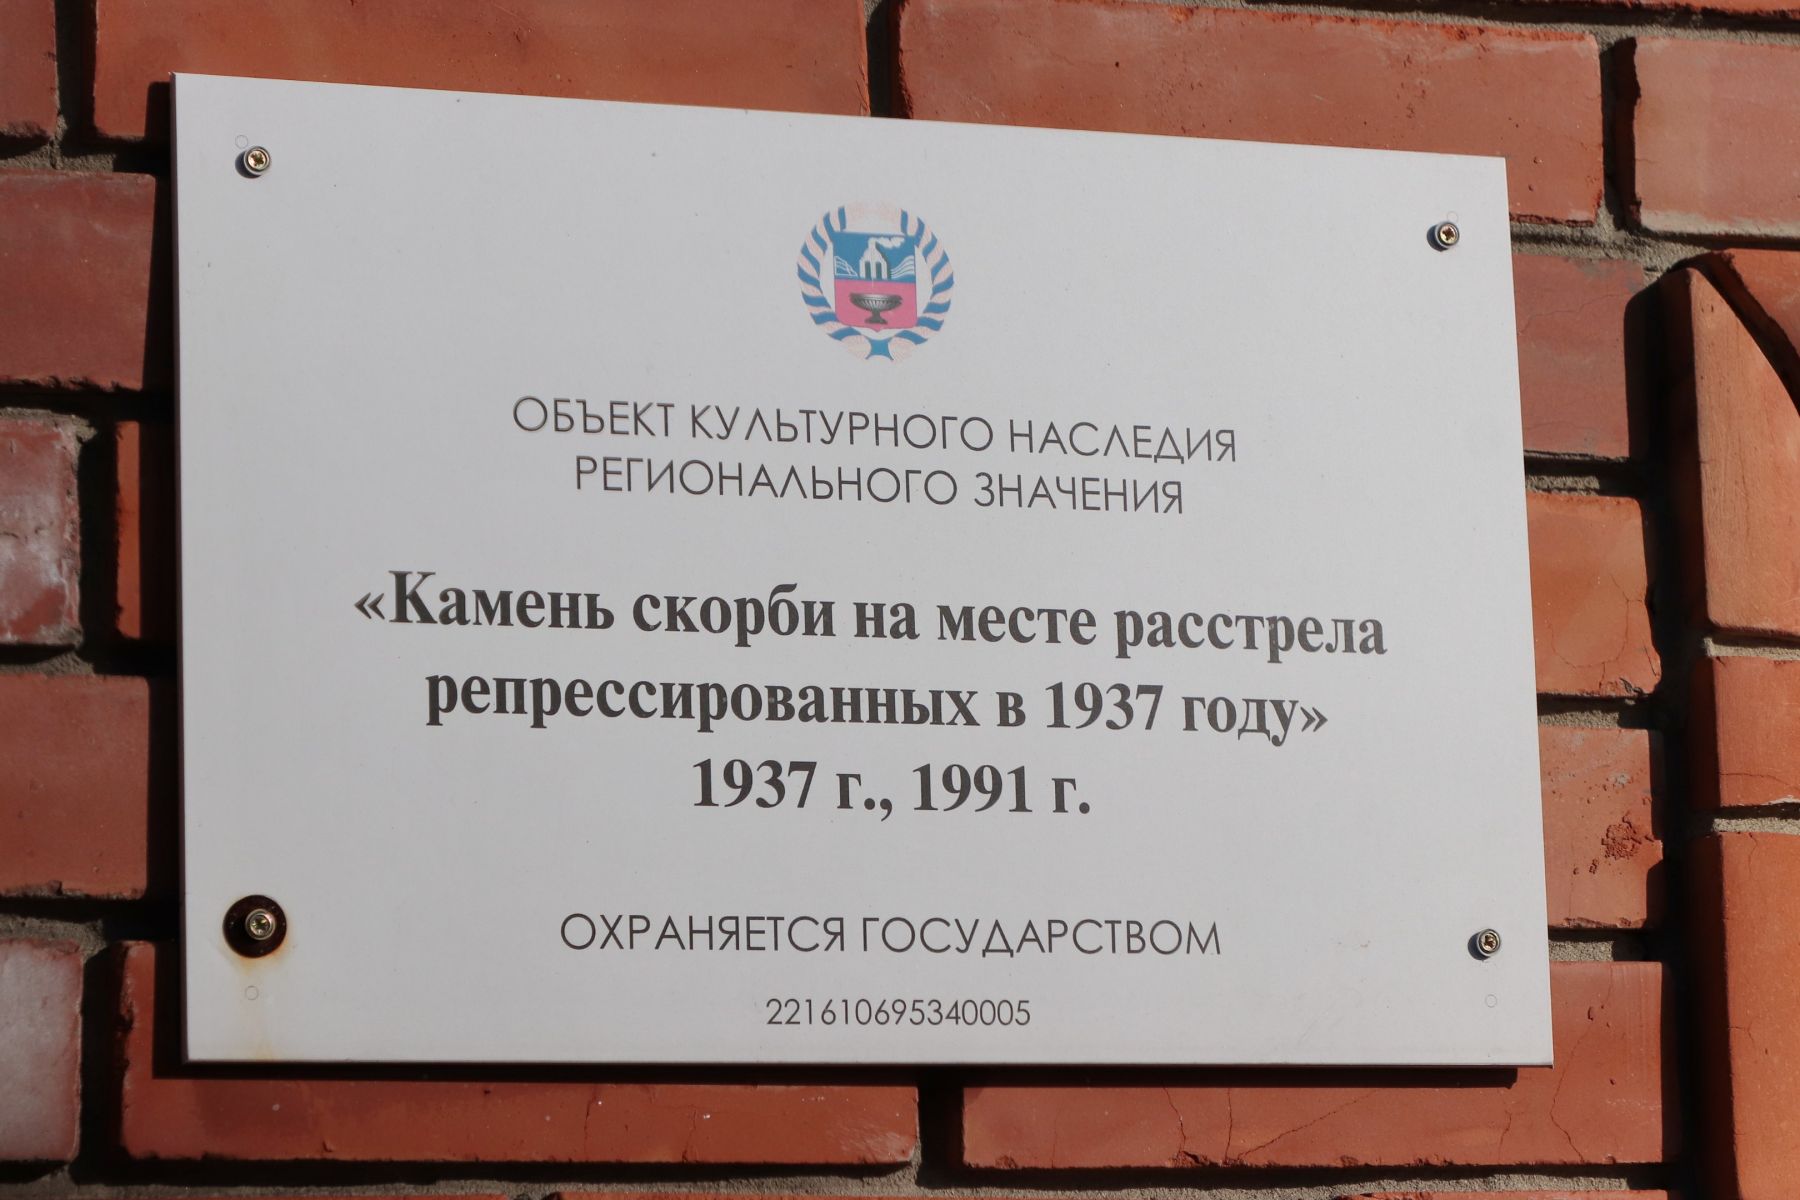 ОБЪЕКТ КУЛЬТУРНОГО НАСЛЕДИЯ
РЕГИОНАЛЬНОГО ЗНАЧЕНИЯ
«Камень скорби на месте расстрела
репрессированных в 1937 году»
1937 г., 1991 г.
ОХРАНЯЕТСЯ ГОСУДАРСТВОМ
221610695340005